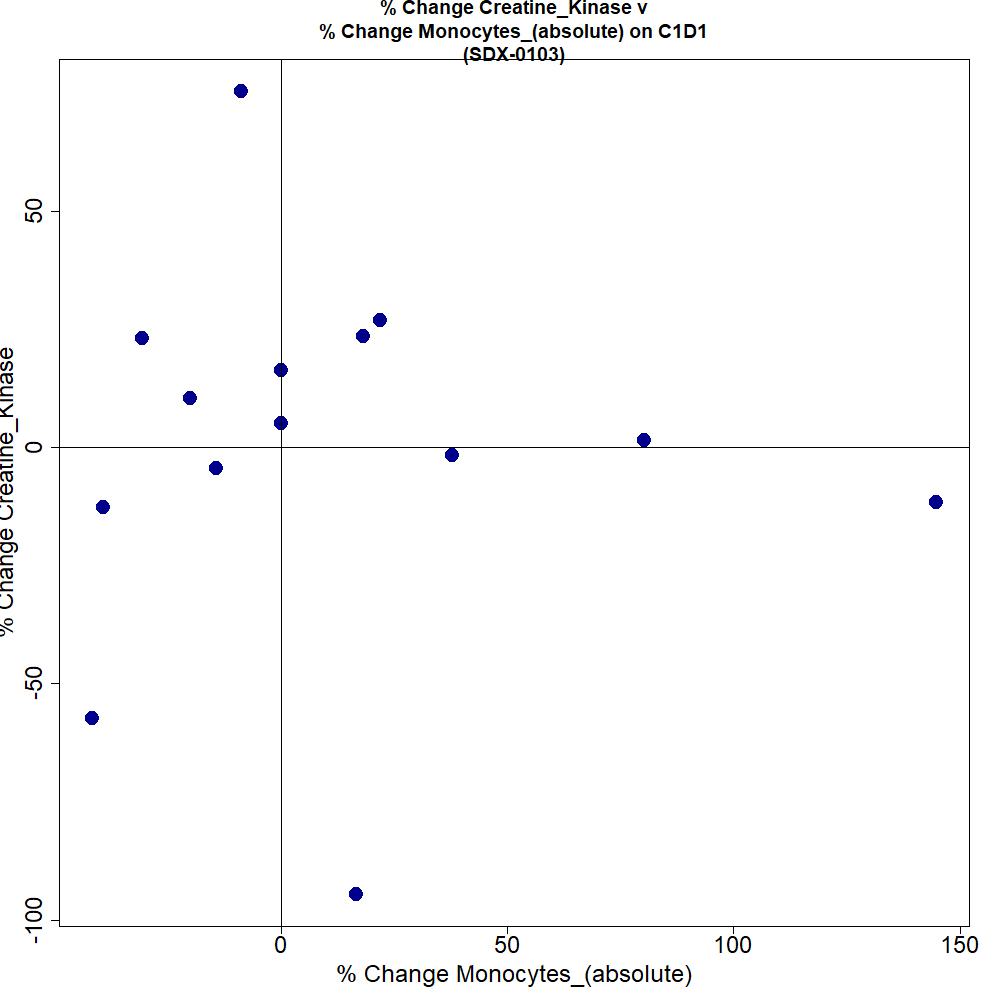 % Change Creatine_Kinase v
% Change Monocytes_(absolute) on C1D1
(SDX-0103)
% Change Creatine_Kinase
50
0
-50
-100
0
50
100
150
% Change Monocytes_(absolute)